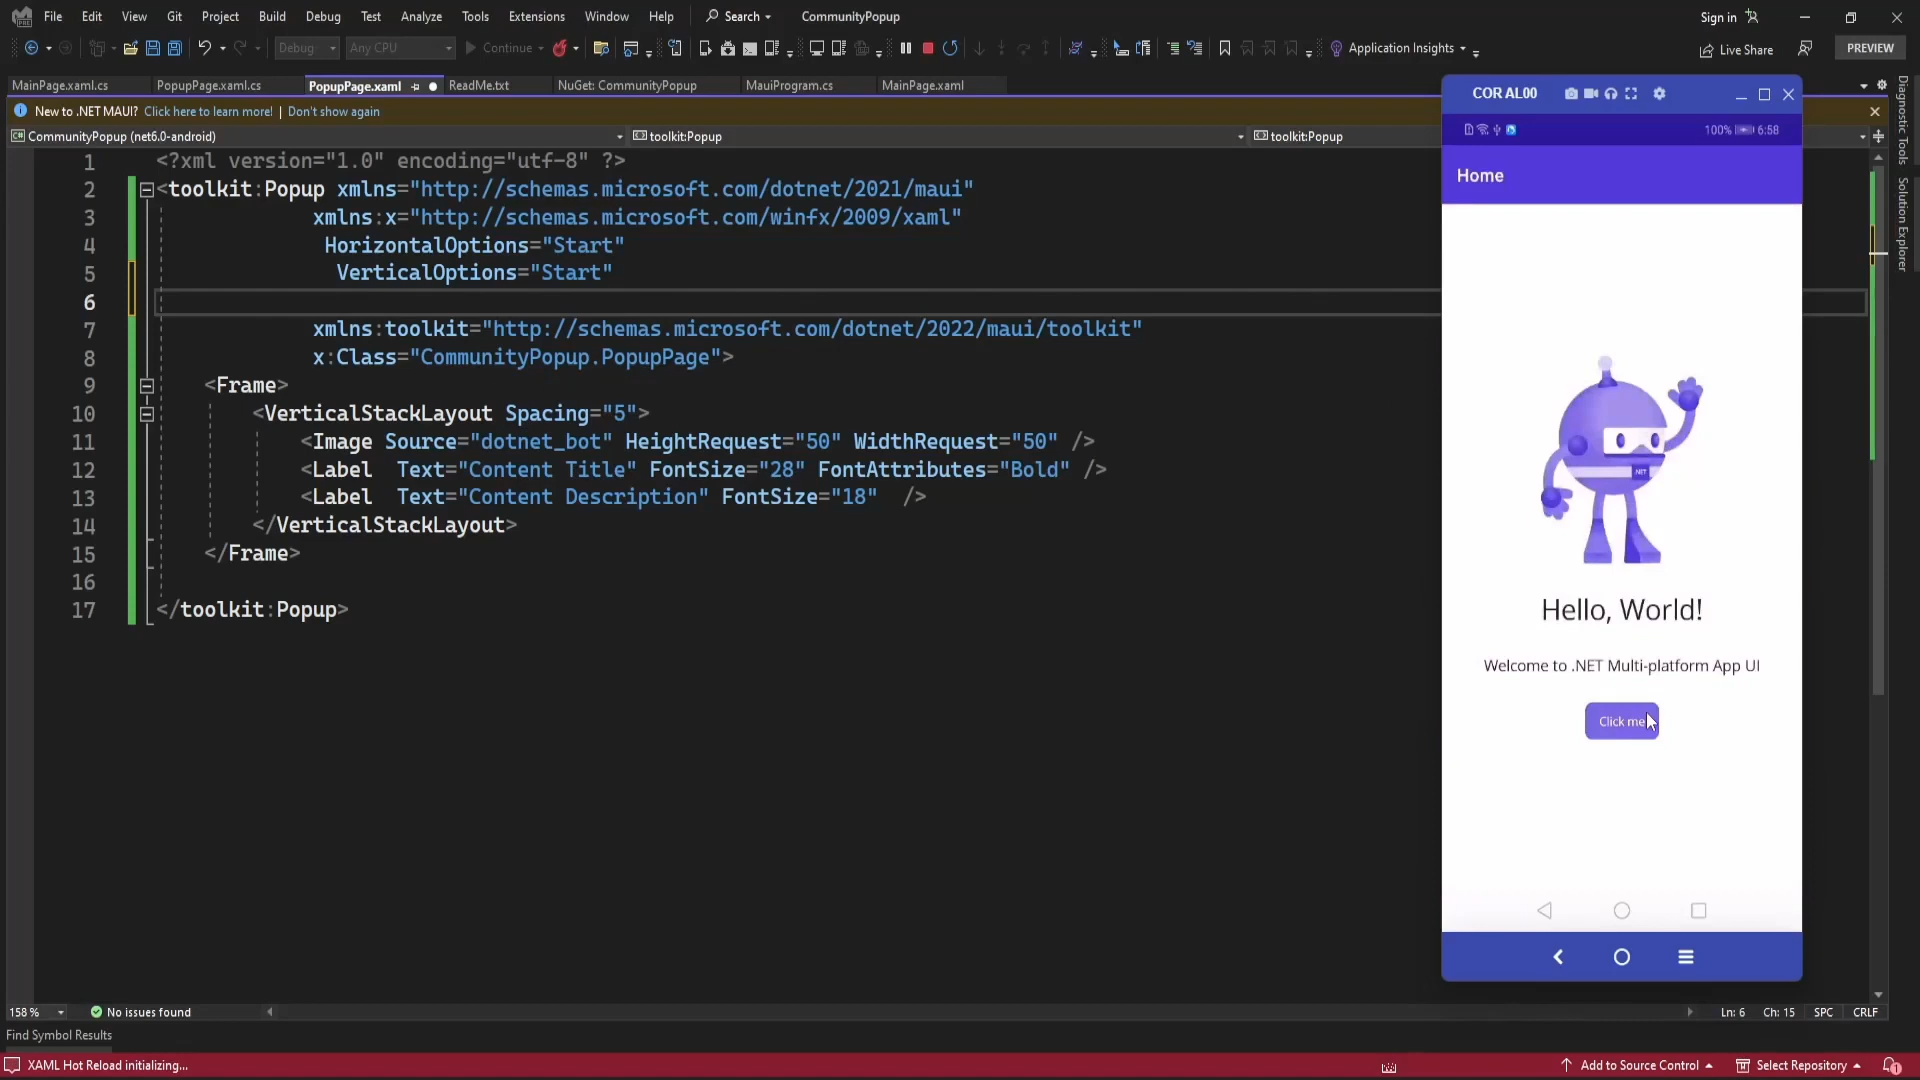 File Edit View Git Project Build Debug Test Analyze Tools Extensions Window Help Search CommunityPopup Sign in
Debug Any CPU Continue Application Insights Live Share PREVIEW
MainPage.xaml.cs PopupPage.xaml.cs PopupPage.xaml ReadMe.txt NuGet: CommunityPopup MauiProgram.cs MainPage.xaml
New to .NET MAUI? Click here to learn more! | Don't show again
CommunityPopup (net6.0-android) toolkit:Popup toolkit:Popup
1 <?xml version="1.0" encoding="utf-8" ?>
2 <toolkit:Popup xmlns="http://schemas.microsoft.com/dotnet/2021/maui"
3 xmlns:x="http://schemas.microsoft.com/winfx/2009/xaml"
4 HorizontalOptions="Start"
5 VerticalOptions="Start"
6
7 xmlns:toolkit="http://schemas.microsoft.com/dotnet/2022/maui/toolkit"
8 x:Class="CommunityPopup.PopupPage">
9 <Frame>
10 <VerticalStackLayout Spacing="5">
11 <Image Source="dotnet_bot" HeightRequest="50" WidthRequest="50" />
12 <Label Text="Content Title" FontSize="28" FontAttributes="Bold" />
13 <Label Text="Content Description" FontSize="18" />
14 </VerticalStackLayout>
15 </Frame>
16
17 </toolkit:Popup>
COR AL00
100% 6:58
Home
.NET
Hello, World!
Welcome to .NET Multi-platform App UI
Click me
Diagnostic Tools
Solution Explorer
158 % No issues found Ln: 6 Ch: 15 SPC CRLF
Find Symbol Results
XAML Hot Reload initializing... Add to Source Control Select Repository 1